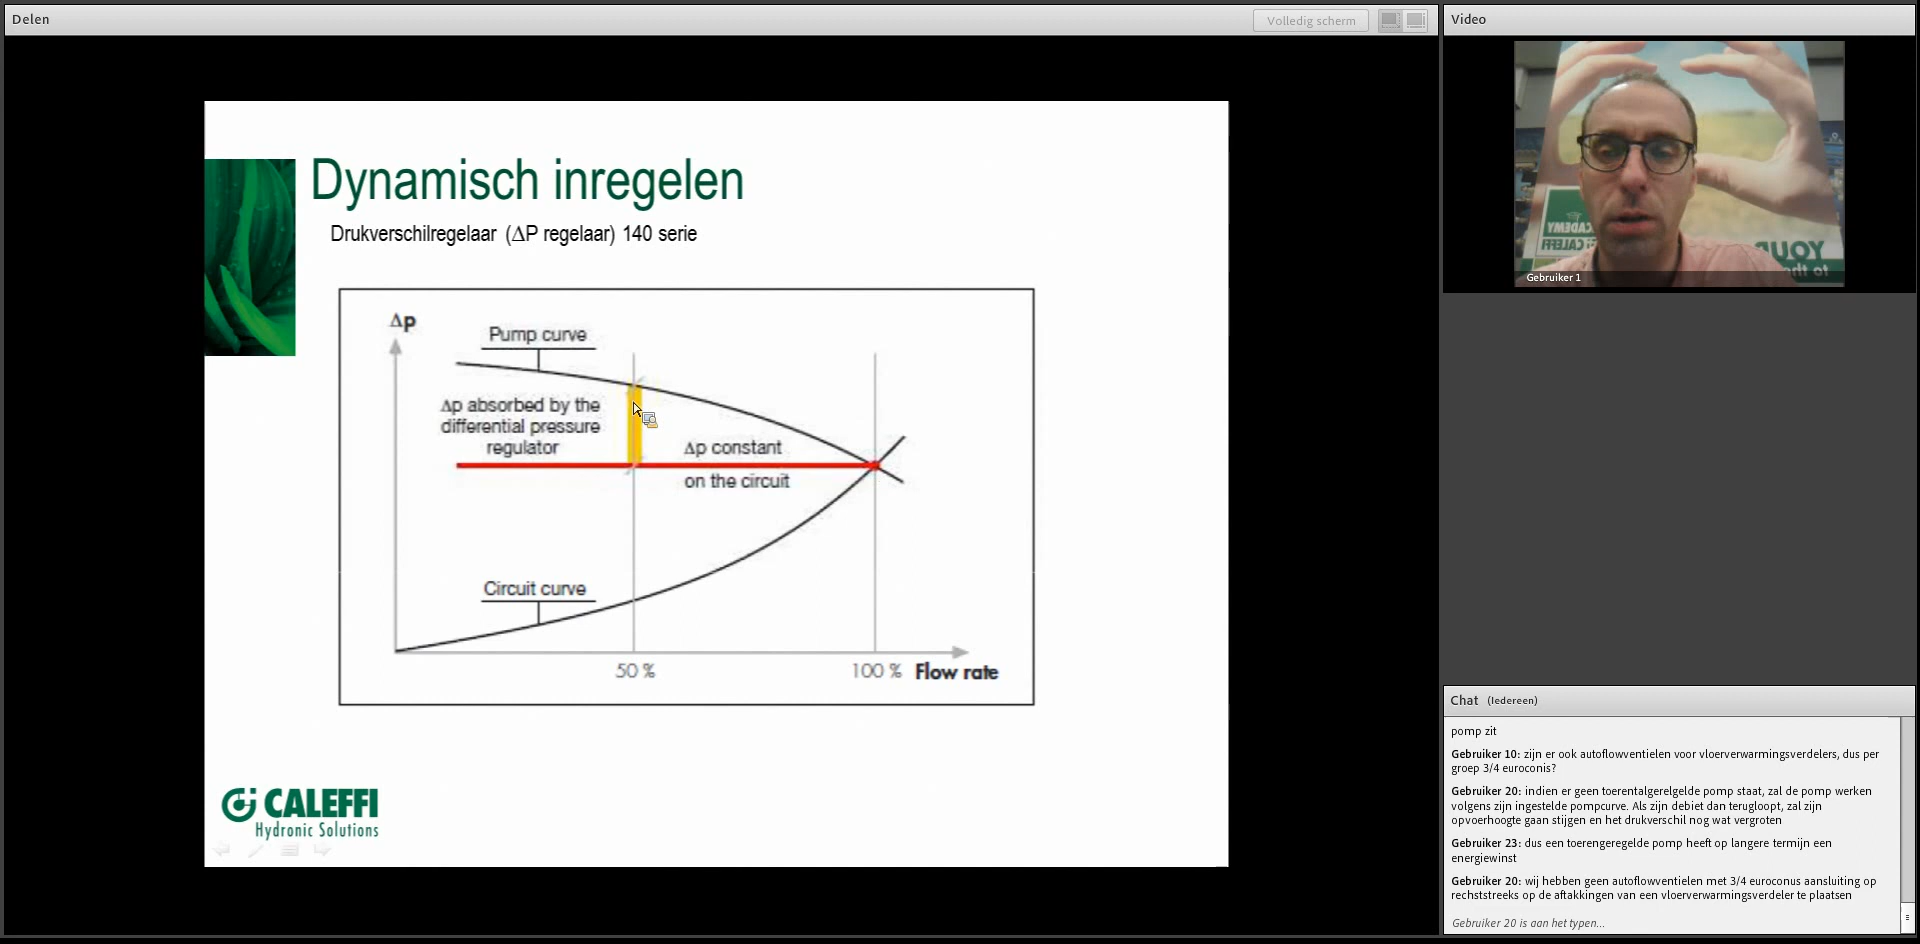 Delen
Volledig scherm
Video
Dynamisch inregelen
Drukverschilregelaar (ΔP regelaar) 140 serie
Δp
Pump curve
Δp absorbed by the
differential pressure
regulator
Δp constant
on the circuit
Circuit curve
50 %
100 %
Flow rate
CALEFFI
Hydronic Solutions
ACADEMY
CALEFFI
YOUR
to the
Gebruiker 1
Chat (Iedereen)
pomp zit
Gebruiker 10: zijn er ook autoflowventielen voor vloerverwarmingsverdelers, dus per
groep 3/4 euroconis?
Gebruiker 20: indien er geen toerentalgerelgelde pomp staat, zal de pomp werken
volgens zijn ingestelde pompcurve. Als zijn debiet dan terugloopt, zal zijn
opvoerhoogte gaan stijgen en het drukverschil nog wat vergroten
Gebruiker 23: dus een toerengeregelde pomp heeft op langere termijn een
energiewinst
Gebruiker 20: wij hebben geen autoflowventielen met 3/4 euroconus aansluiting op
rechststreeks op de aftakkingen van een vloerverwarmingsverdeler te plaatsen
Gebruiker 20 is aan het typen...